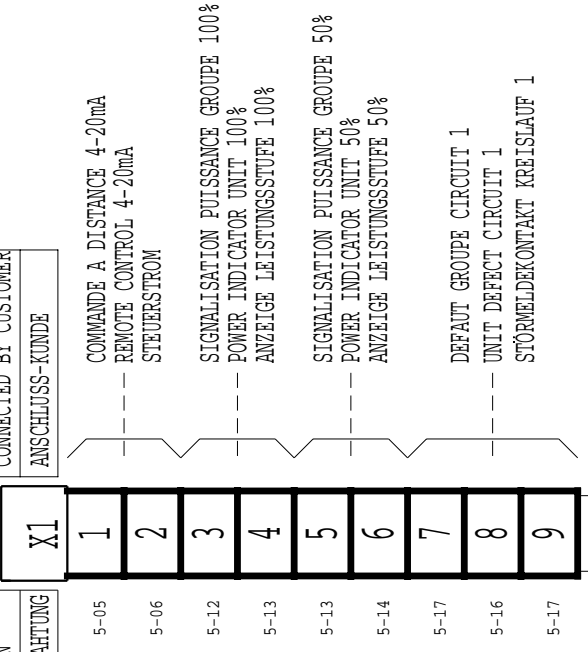 CONNECTED BY CUSTOMER
ANSCHLUSS-KUNDE
X1
1
2
3
4
5
6
7
8
9
5-05
5-06
5-12
5-13
5-13
5-14
5-17
5-16
5-17
COMMANDE A DISTANCE 4-20mA
REMOTE CONTROL 4-20mA
STEUERSTROM
SIGNALISATION PUISSANCE GROUPE 100%
POWER INDICATOR UNIT 100%
ANZEIGE LEISTUNGSSTUFE 100%
SIGNALISATION PUISSANCE GROUPE 50%
POWER INDICATOR UNIT 50%
ANZEIGE LEISTUNGSSTUFE 50%
DEFAUT GROUPE CIRCUIT 1
UNIT DEFECT CIRCUIT 1
STÖRMELDEKONTAKT KREISLAUF 1